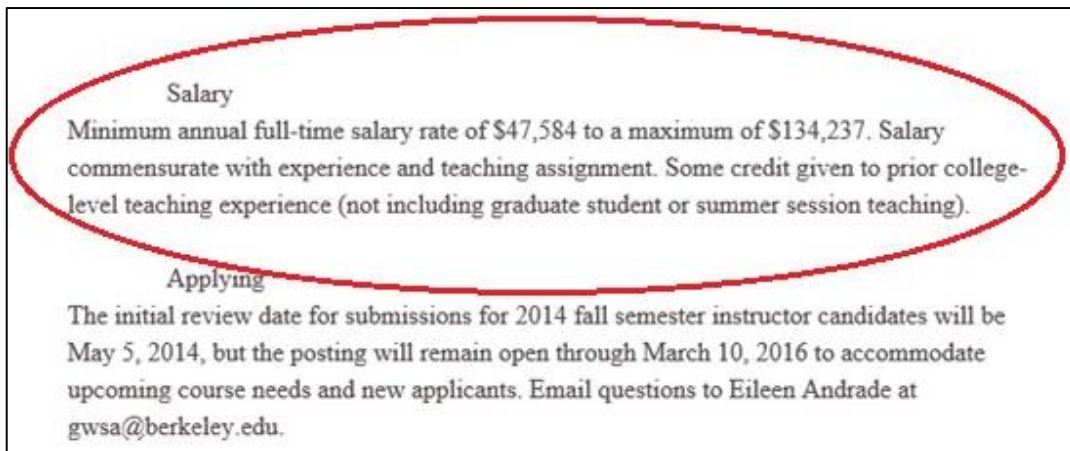 Salary
Minimum annual full-time salary rate of $47,584 to a maximum of $134,237. Salary
commensurate with experience and teaching assignment. Some credit given to prior college-
level teaching experience (not including graduate student or summer session teaching).
Applying
The initial review date for submissions for 2014 fall semester instructor candidates will be
May 5, 2014, but the posting will remain open through March 10, 2016 to accommodate
upcoming course needs and new applicants. Email questions to Eileen Andrade at
gwsa@berkeley.edu.